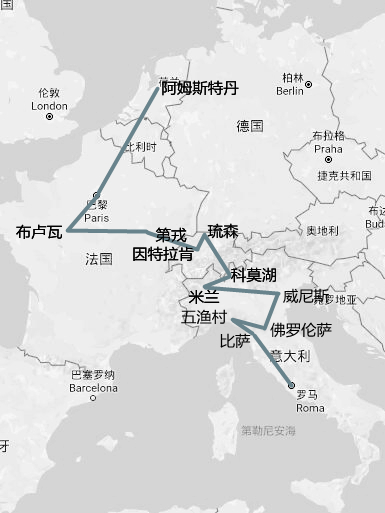 国
伦敦
London
荷兰
阿姆斯特丹
柏林
Berlin
德国
比利时
布拉格
Praha
捷克共和国
巴黎
Paris
布卢瓦
第戎
琉森
奥地利
因特拉肯
法国
科莫湖
米兰
威尼斯
五渔村
佛罗伦萨
比萨
意大利
巴塞罗纳
Barcelona
罗马
Roma
第勒尼安海
牙